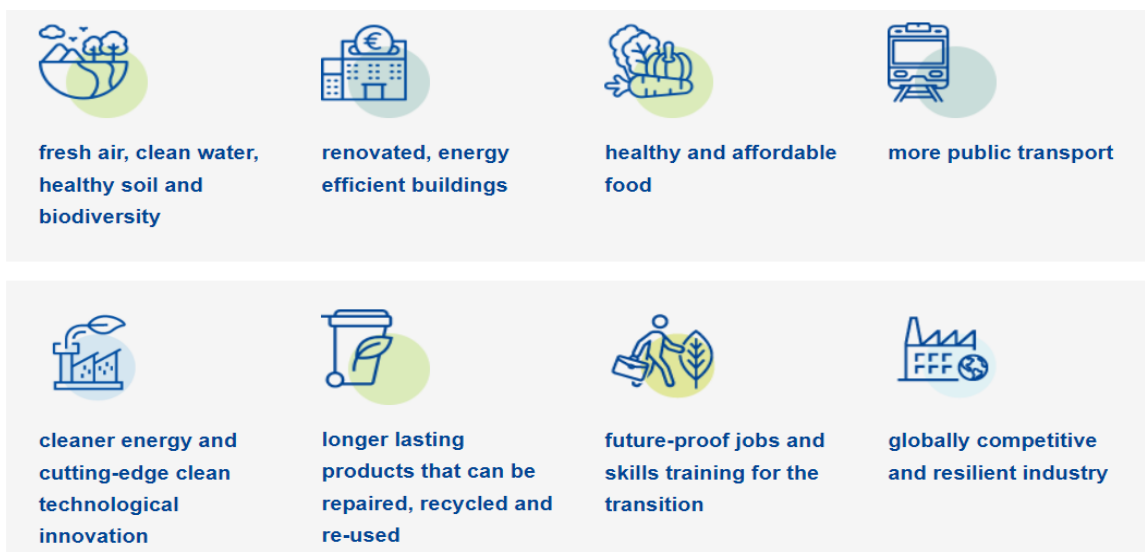 fresh air, clean water,
healthy soil and
biodiversity
renovated, energy
efficient buildings
healthy and affordable
food
more public transport
cleaner energy and
cutting-edge clean
technological
innovation
longer lasting
products that can be
repaired, recycled and
re-used
future-proof jobs and
skills training for the
transition
globally competitive
and resilient industry